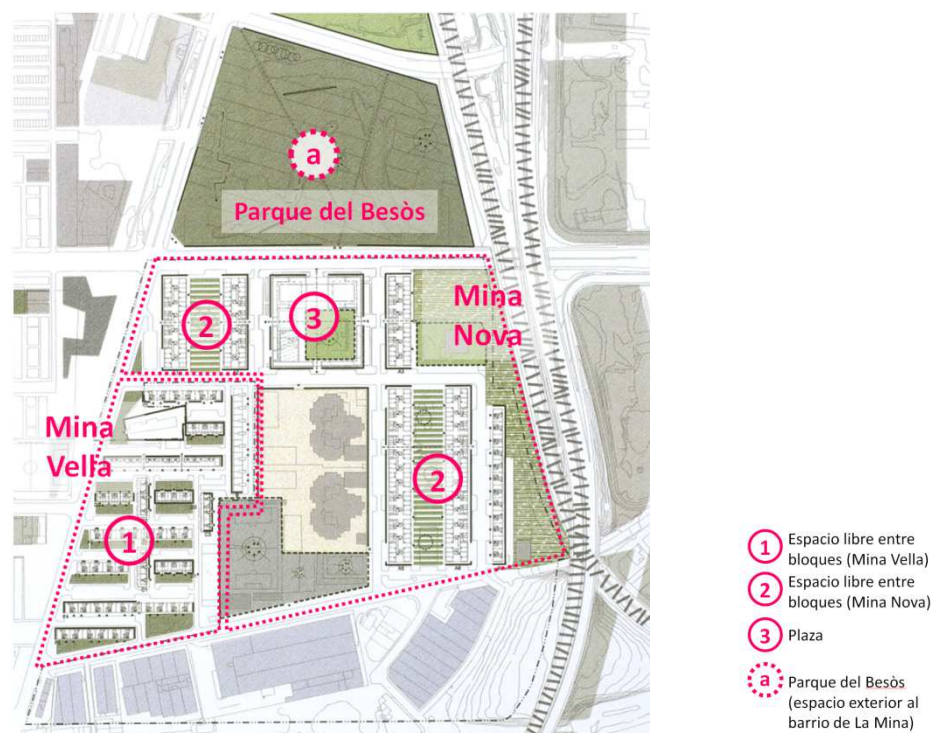 a
Parque del Besòs
2
3
Mina
Nova
Mina
Vella
2
1
1 Espacio libre entre
bloques (Mina Vella)
2 Espacio libre entre
bloques (Mina Nova)
3 Plaza
a Parque del Besòs
(espacio exterior al
barrio de La Mina)